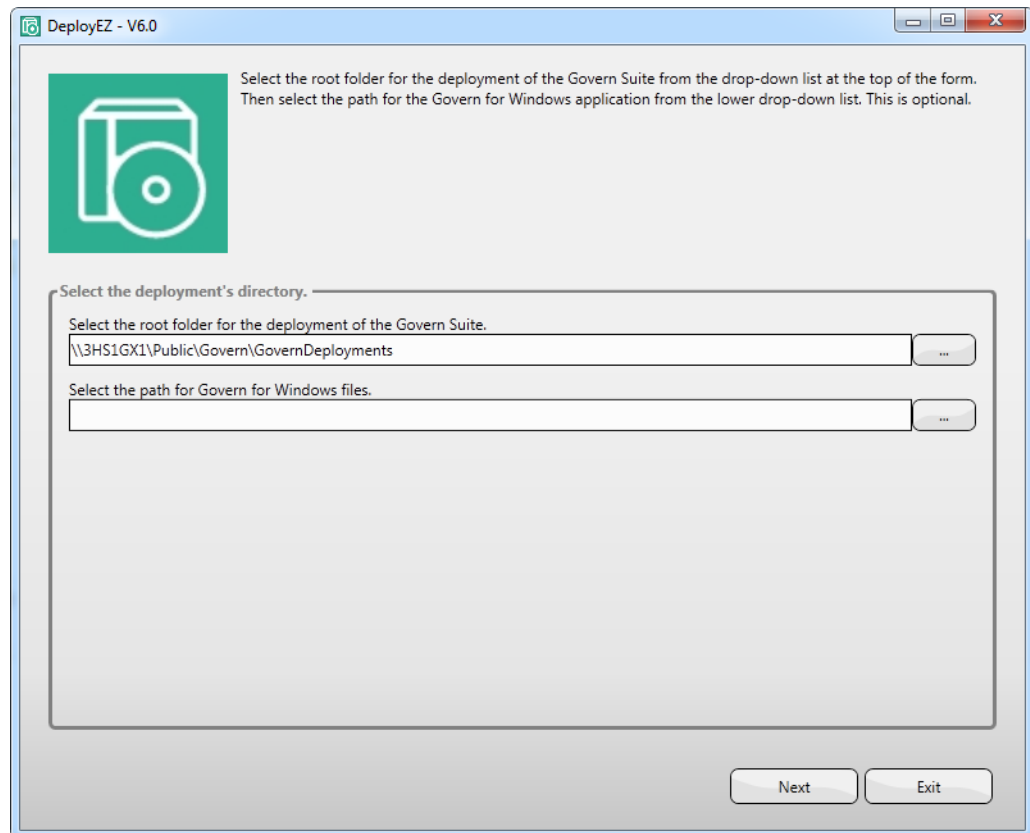 DeployEZ - V6.0
Select the root folder for the deployment of the Govern Suite from the drop-down list at the top of the form.
Then select the path for the Govern for Windows application from the lower drop-down list. This is optional.
Select the deployment's directory.
Select the root folder for the deployment of the Govern Suite.
\\3HS1GX1\Public\Govern\GovernDeployments
...
Select the path for Govern for Windows files.
...
Next
Exit